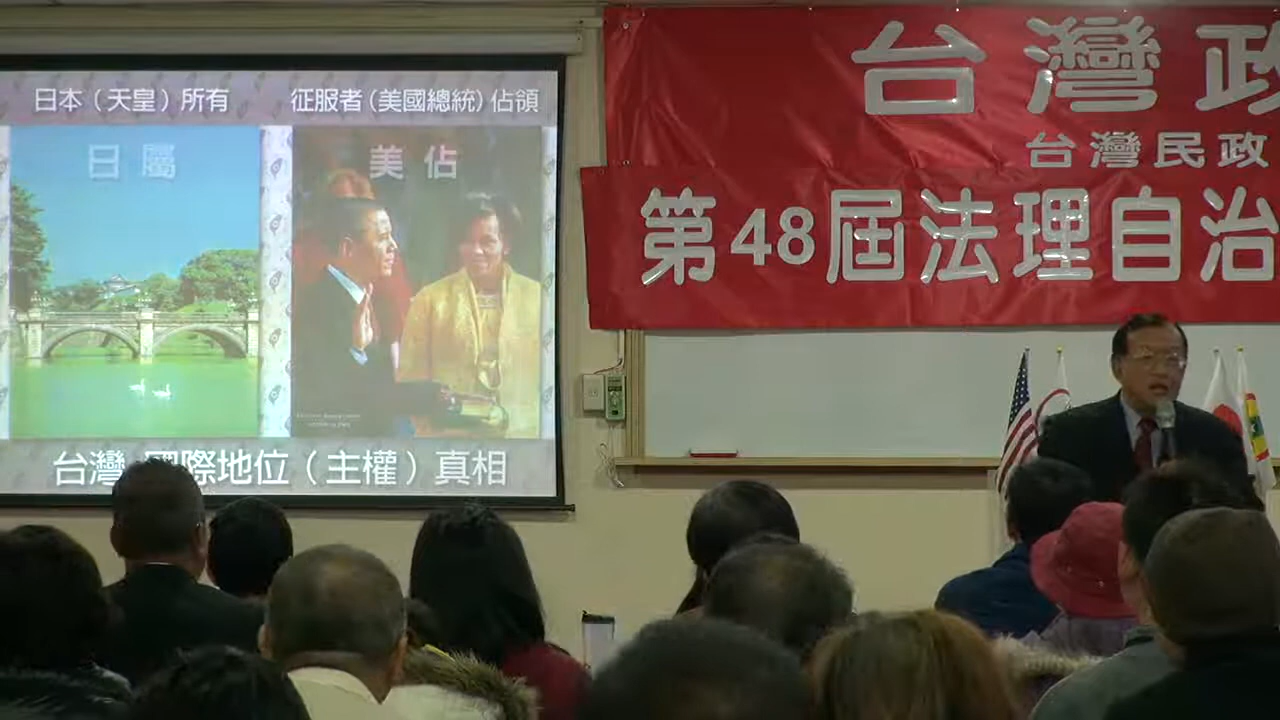 日本（天皇）所有
征服者（美國總統）佔領
日屬
美佔
台灣 國際地位（主權）真相
台灣政
台灣民政
第48屆法理自治